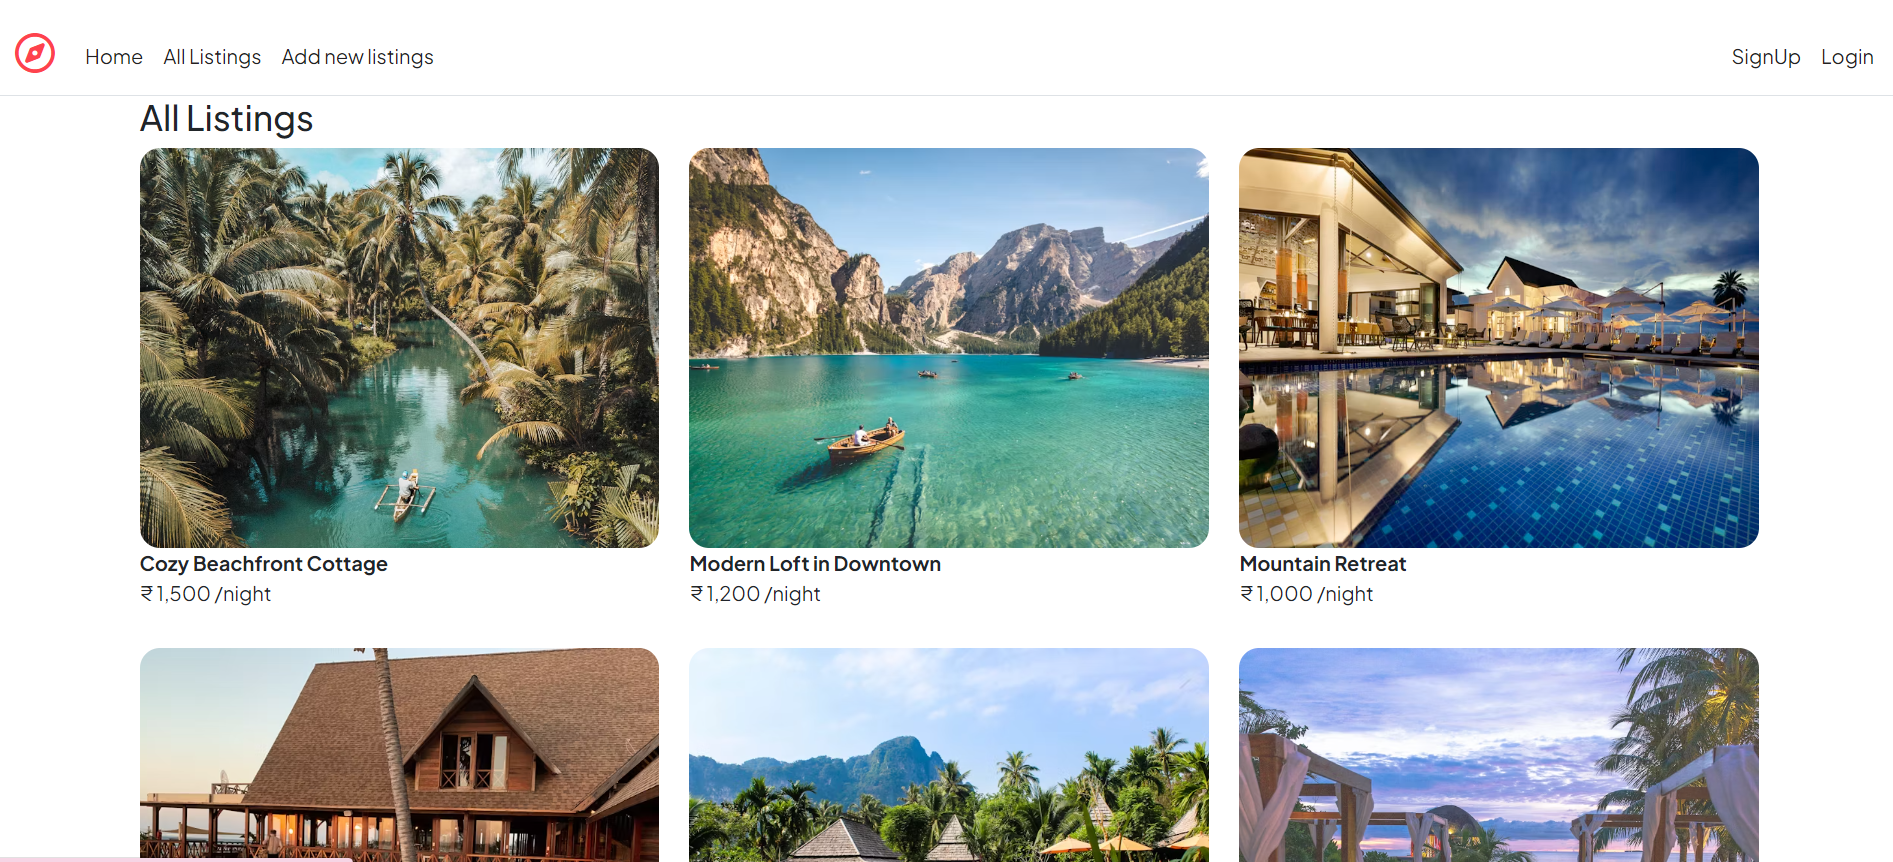 Home All Listings Add new listings SignUp Login
All Listings
Cozy Beachfront Cottage
₹ 1,500 /night
Modern Loft in Downtown
₹ 1,200 /night
Mountain Retreat
₹ 1,000 /night